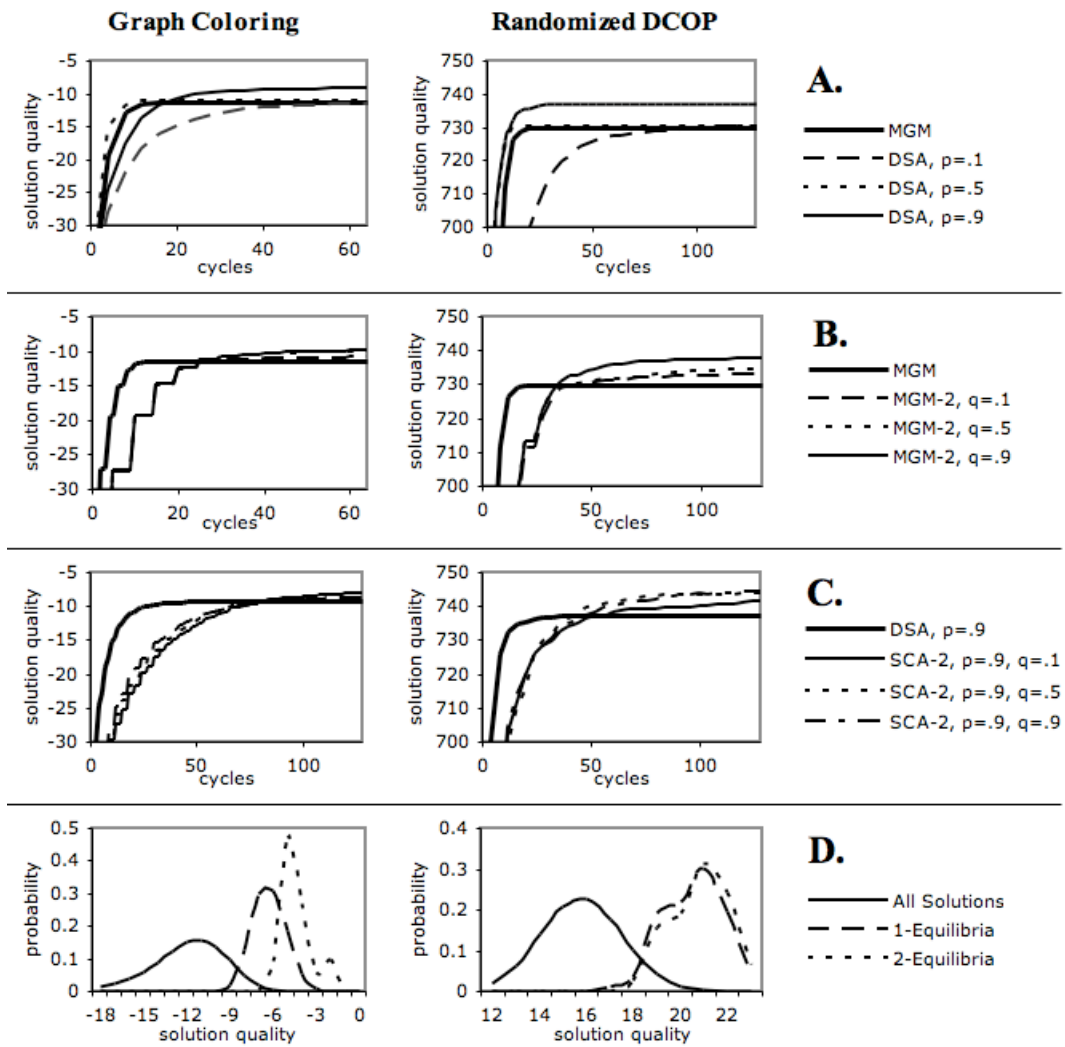 Graph Coloring
Randomized DCOP
A.
solution quality
-5
-10
-15
-20
-25
-30
0 20 40 60
cycles
solution quality
750
740
730
720
710
700
0 50 100
cycles
MGM
DSA, p=.1
DSA, p=.5
DSA, p=.9
B.
solution quality
-5
-10
-15
-20
-25
-30
0 20 40 60
cycles
solution quality
750
740
730
720
710
700
0 50 100
cycles
MGM
MGM-2, q=.1
MGM-2, q=.5
MGM-2, q=.9
C.
solution quality
-5
-10
-15
-20
-25
-30
0 50 100
cycles
solution quality
750
740
730
720
710
700
0 50 100
cycles
DSA, p=.9
SCA-2, p=.9, q=.1
SCA-2, p=.9, q=.5
SCA-2, p=.9, q=.9
D.
probability
0.5
0.4
0.3
0.2
0.1
0
-18 -15 -12 -9 -6 -3 0
solution quality
probability
0.4
0.3
0.2
0.1
0
12 14 16 18 20 22
solution quality
All Solutions
1-Equilibria
2-Equilibria